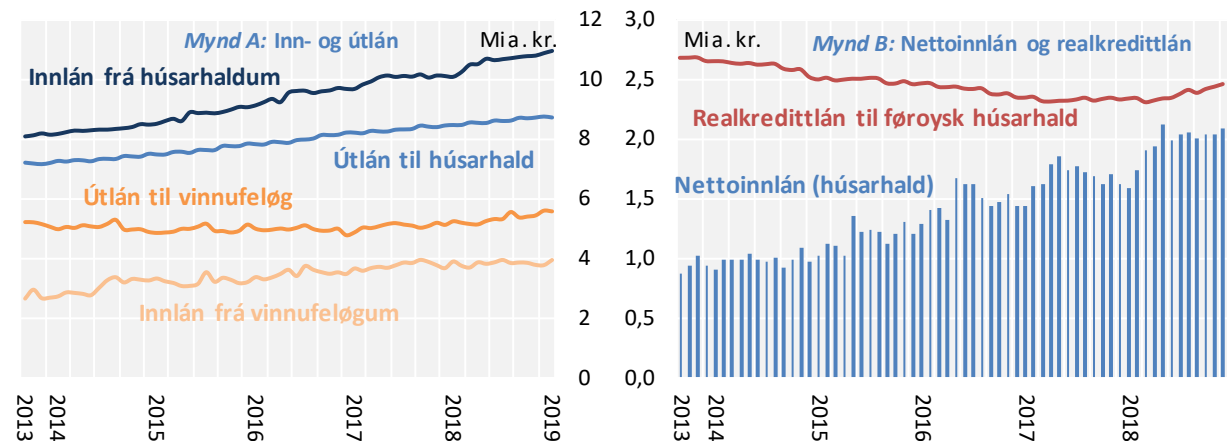 Mynd A: Inn- og útlán
Mia. kr.
Innlán frá húsarhaldum
Útlán til húsarhald
Útlán til vinnufeløg
Innlán frá vinnufeløgum
12
10
8
6
4
2
0
2013
2014
2015
2016
2017
2018
2019
Mynd B: Nettoinnlán og realkredittlán
Mia. kr.
Realkredittlán til føroysk húsarhald
Nettoinnlán (húsarhald)
3,0
2,5
2,0
1,5
1,0
0,5
0,0
2013
2014
2015
2016
2017
2018